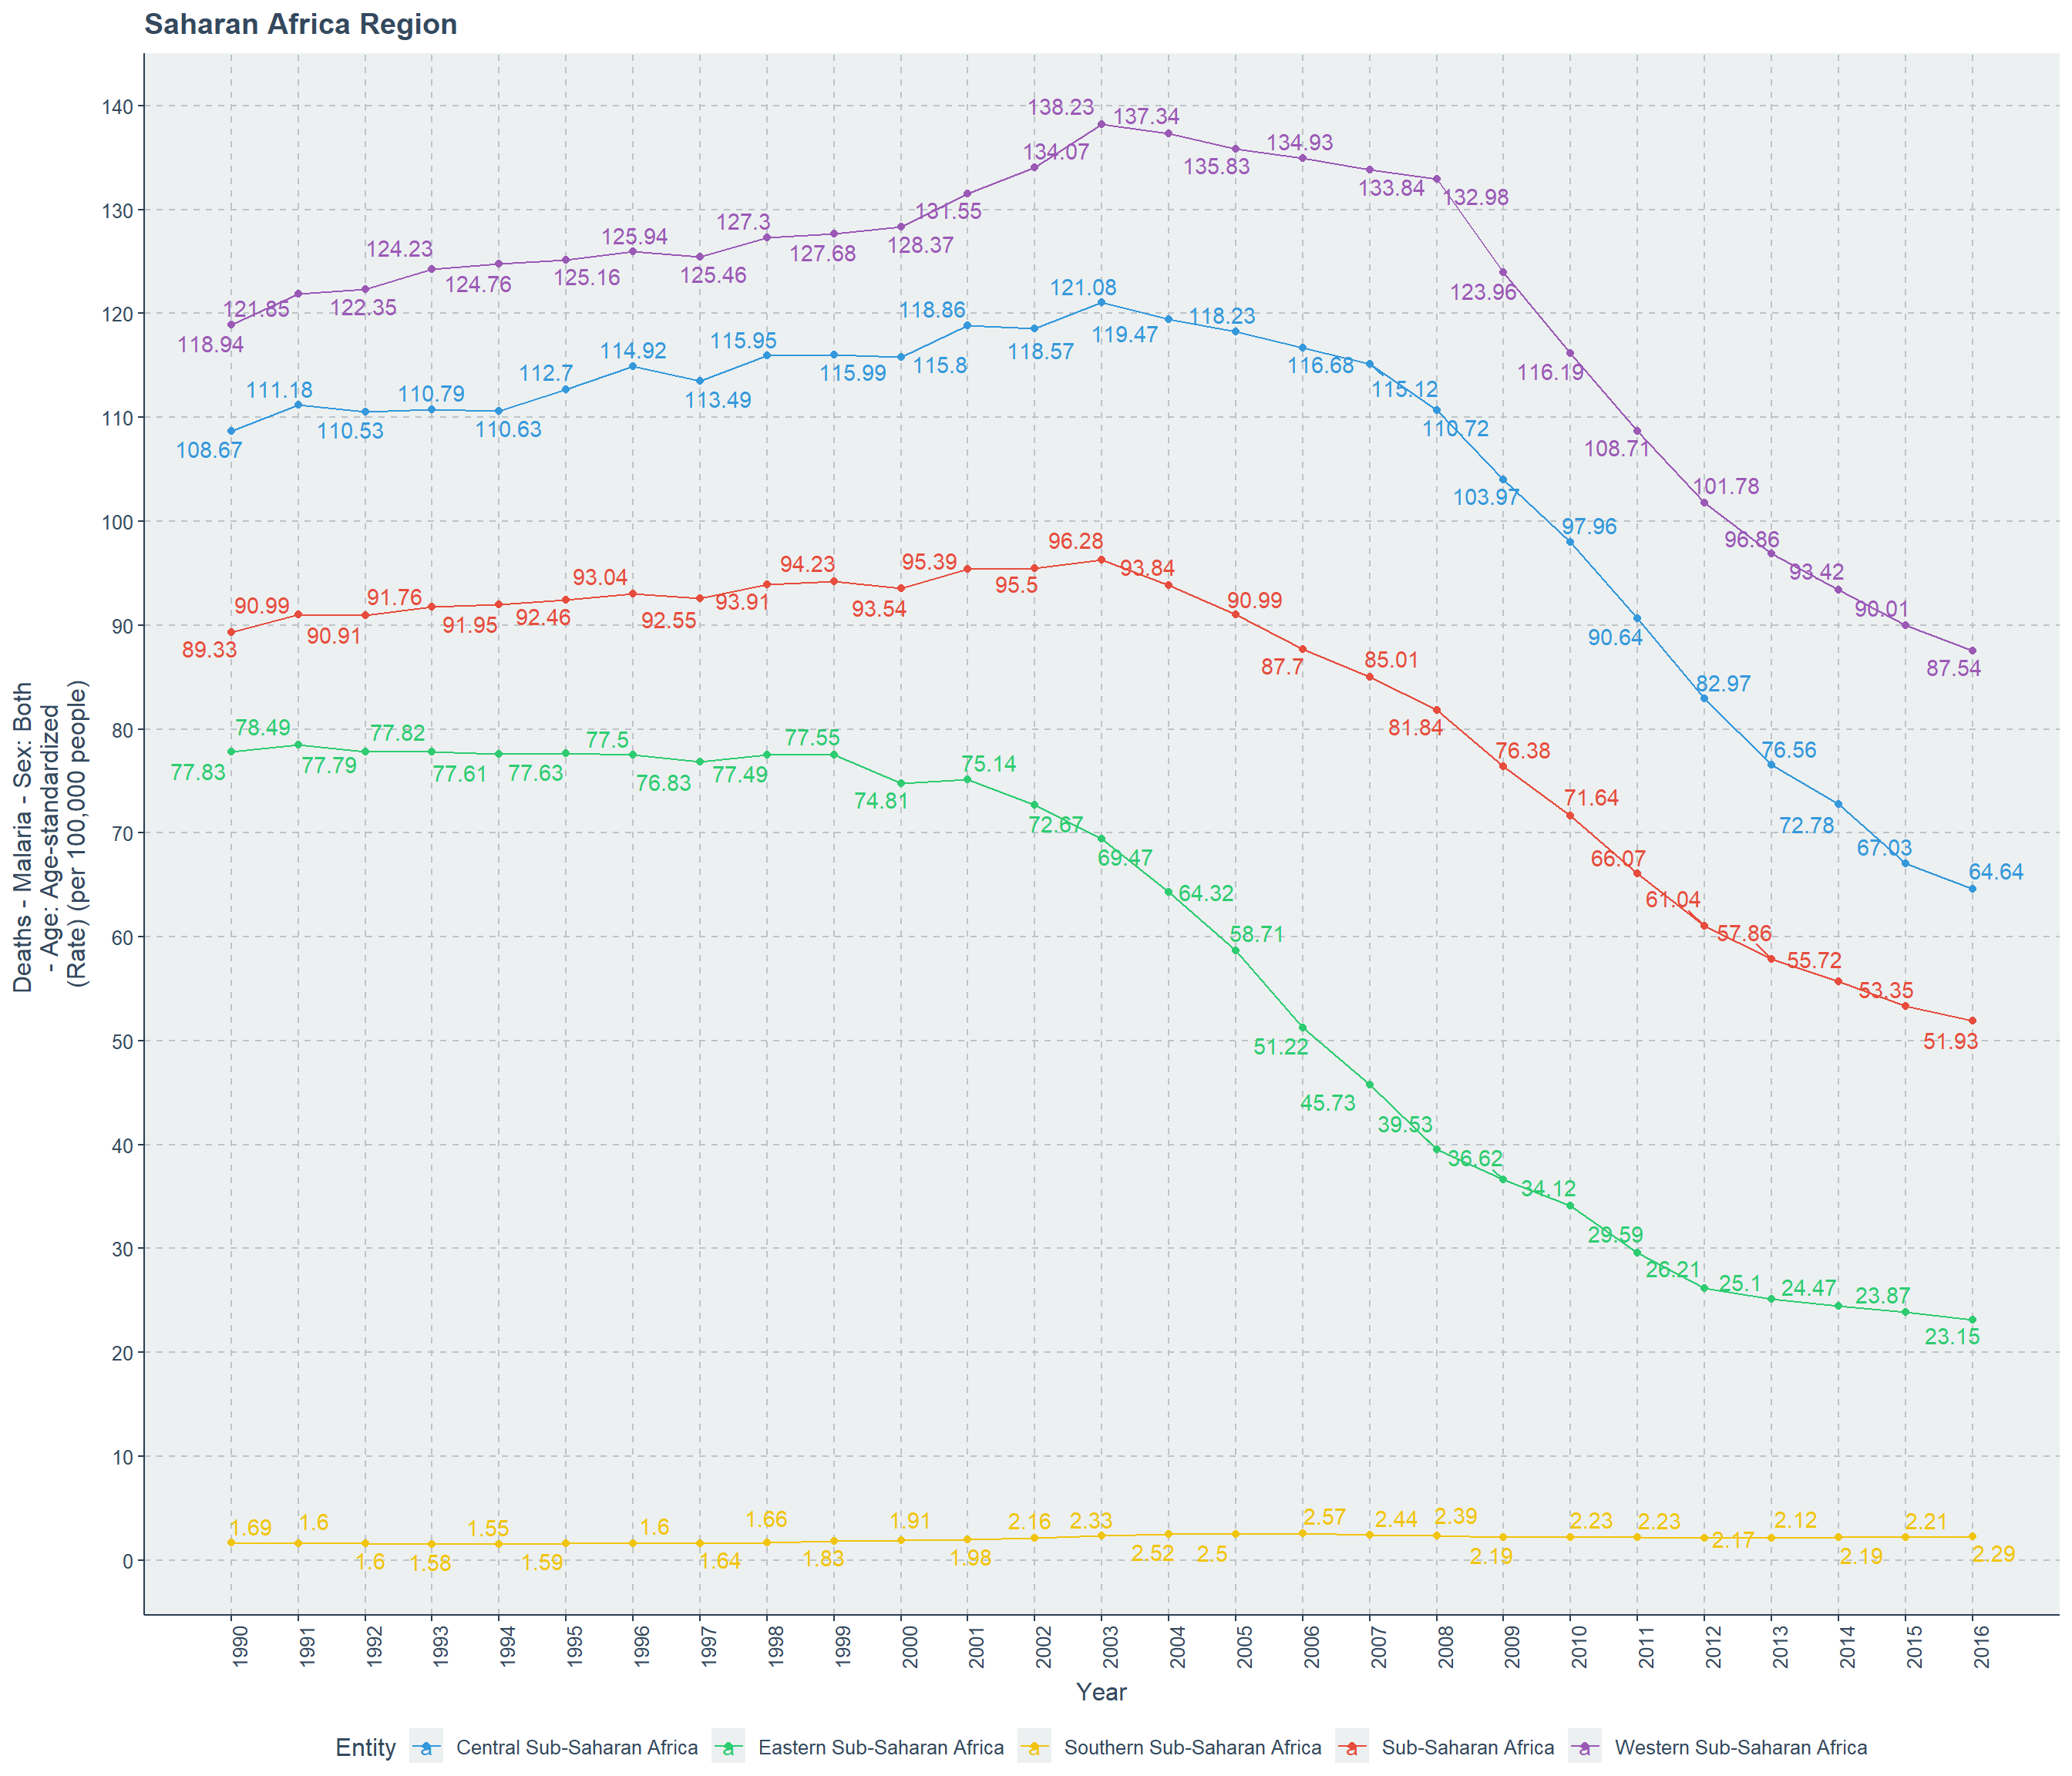 Saharan Africa Region
Deaths - Malaria - Sex: Both
- Age: Age-standardized
(Rate) (per 100,000 people)
140
130
120
110
100
90
80
70
60
50
40
30
20
10
0
118.94 121.85 122.35 124.23 124.76 125.16 125.94 125.46 127.3 127.68 128.37 131.55 134.07 138.23 137.34 135.83 134.93 133.84 132.98 123.96 116.19 108.71 101.78 96.86 93.42 90.01 87.54
108.67 111.18 110.53 110.79 110.63 112.7 114.92 113.49 115.95 115.99 115.8 118.86 118.57 121.08 119.47 118.23 116.68 115.12 110.72 103.97 97.96 90.64 82.97 76.56 72.78 67.03 64.64
89.33 90.99 90.91 91.76 91.95 92.46 93.04 92.55 93.91 94.23 93.54 95.39 95.5 96.28 93.84 90.99 87.7 85.01 81.84 76.38 71.64 66.07 61.04 57.86 55.72 53.35 51.93
77.83 78.49 77.79 77.82 77.61 77.63 77.5 76.83 77.49 77.55 74.81 75.14 72.67 69.47 64.32 58.71 51.22 45.73 39.53 36.62 34.12 29.59 26.21 25.1 24.47 23.87 23.15
1.69 1.6 1.6 1.58 1.55 1.59 1.6 1.64 1.66 1.83 1.91 1.98 2.16 2.33 2.52 2.5 2.57 2.44 2.39 2.19 2.23 2.23 2.17 2.12 2.19 2.21 2.29
1990 1991 1992 1993 1994 1995 1996 1997 1998 1999 2000 2001 2002 2003 2004 2005 2006 2007 2008 2009 2010 2011 2012 2013 2014 2015 2016
Year
Entity a Central Sub-Saharan Africa a Eastern Sub-Saharan Africa a Southern Sub-Saharan Africa a Sub-Saharan Africa a Western Sub-Saharan Africa